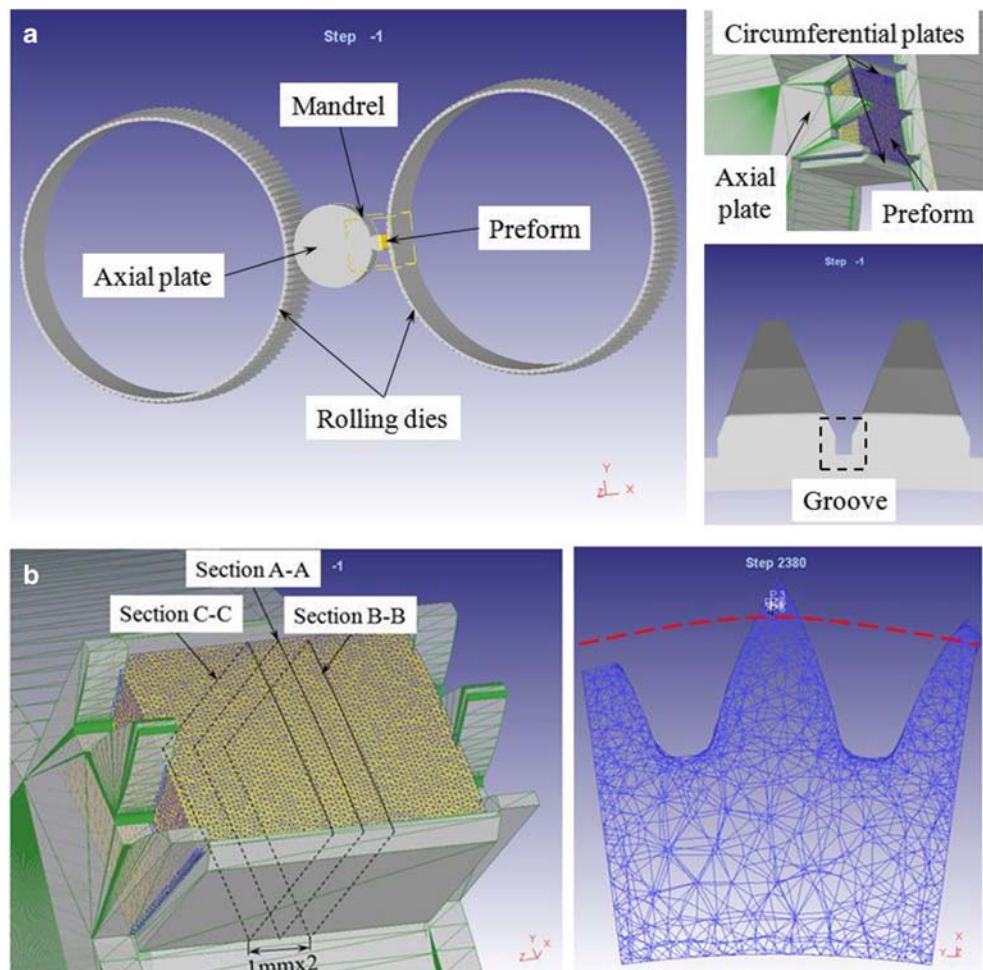 a
Step -1
Mandrel
Preform
Axial plate
Rolling dies
Y
Z X
Circumferential plates
Axial
plate
Preform
Step -1
Groove
b
-1
Section A-A
Section C-C
Section B-B
1mmx2
Y
X
Z
Step 2380
X
Y Z